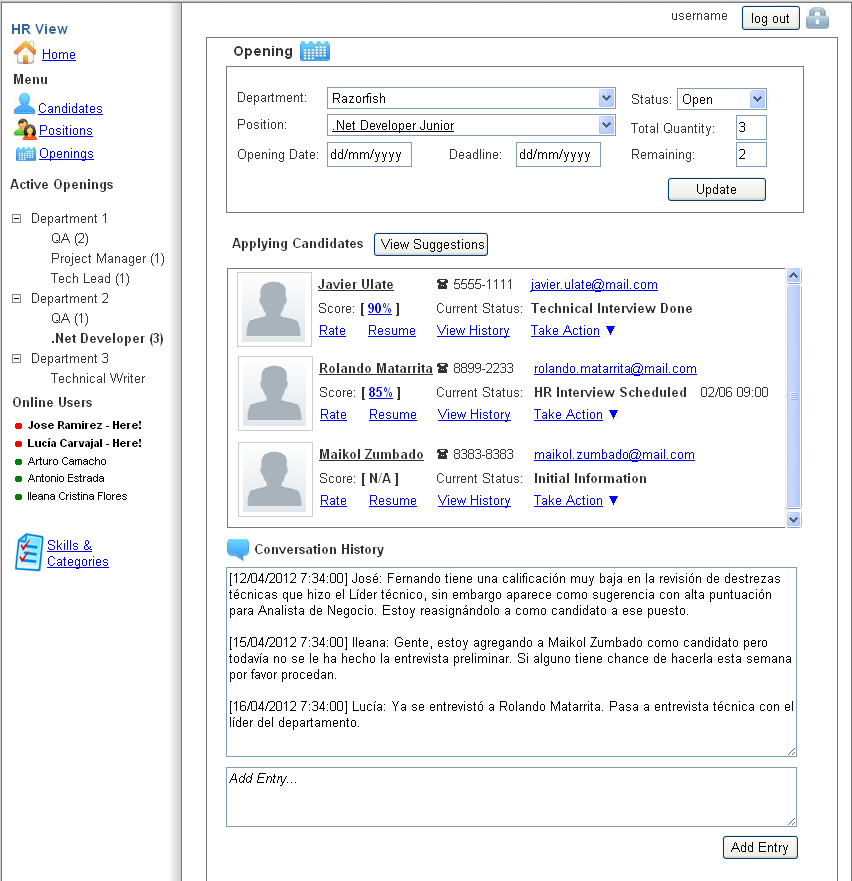 HR View
Home
Menu
Candidates
Positions
Openings
Active Openings
Department 1
QA (2)
Project Manager (1)
Tech Lead (1)
Department 2
QA (1)
.Net Developer (3)
Department 3
Technical Writer
Online Users
Jose Ramirez - Here!
Lucía Carvajal - Here!
Arturo Camacho
Antonio Estrada
Ileana Cristina Flores
Skills &
Categories
username log out
Opening
Department: Razorfish Status: Open
Position: .Net Developer Junior Total Quantity: 3
Opening Date: dd/mm/yyyy Deadline: dd/mm/yyyy Remaining: 2
Update
Applying Candidates View Suggestions
Javier Ulate ☎ 5555-1111 javier.ulate@mail.com
Score: [ 90% ] Current Status: Technical Interview Done
Rate Resume View History Take Action ▼
Rolando Matarrita ☎ 8899-2233 rolando.matarrita@mail.com
Score: [ 85% ] Current Status: HR Interview Scheduled 02/06 09:00
Rate Resume View History Take Action ▼
Maikol Zumbado ☎ 8383-8383 maikol.zumbado@mail.com
Score: [ N/A ] Current Status: Initial Information
Rate Resume View History Take Action ▼
Conversation History
[12/04/2012 7:34:00] José: Fernando tiene una calificación muy baja en la revisión de destrezas
técnicas que hizo el Líder técnico, sin embargo aparece como sugerencia con alta puntuación
para Analista de Negocio. Estoy reasignándolo a como candidato a ese puesto.
[15/04/2012 7:34:00] Ileana: Gente, estoy agregando a Maikol Zumbado como candidato pero
todavía no se le ha hecho la entrevista preliminar. Si alguno tiene chance de hacerla esta semana
por favor procedan.
[16/04/2012 7:34:00] Lucía: Ya se entrevistó a Rolando Matarrita. Pasa a entrevista técnica con el
líder del departamento.
Add Entry...
Add Entry